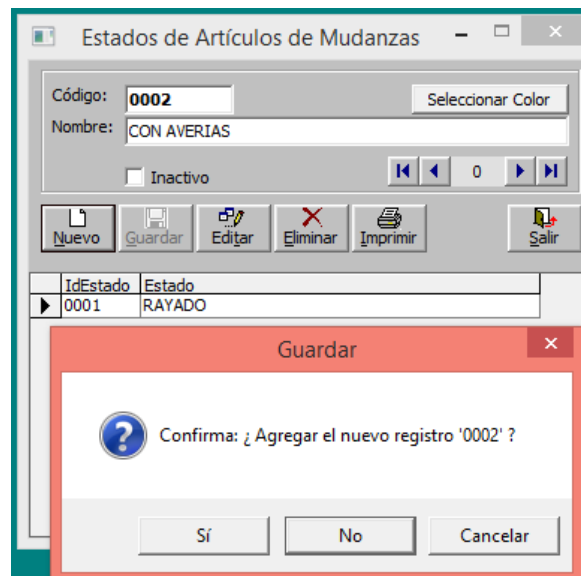 Estados de Artículos de Mudanzas
Código: 0002 Seleccionar Color
Nombre: CON AVERIAS
Inactivo 0
Nuevo Guardar Editar Eliminar Imprimir Salir
IdEstado Estado
0001 RAYADO
Guardar
Confirma: ¿ Agregar el nuevo registro '0002' ?
Sí No Cancelar